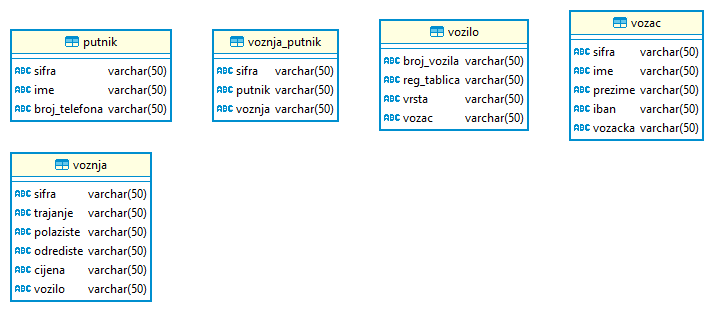 putnik
ABC sifra varchar(50)
ABC ime varchar(50)
ABC broj_telefona varchar(50)
voznja_putnik
ABC sifra varchar(50)
ABC putnik varchar(50)
ABC voznja varchar(50)
vozilo
ABC broj_vozila varchar(50)
ABC reg_tablica varchar(50)
ABC vrsta varchar(50)
ABC vozac varchar(50)
vozac
ABC sifra varchar(50)
ABC ime varchar(50)
ABC prezime varchar(50)
ABC iban varchar(50)
ABC vozacka varchar(50)
voznja
ABC sifra varchar(50)
ABC trajanje varchar(50)
ABC polaziste varchar(50)
ABC odrediste varchar(50)
ABC cijena varchar(50)
ABC vozilo varchar(50)